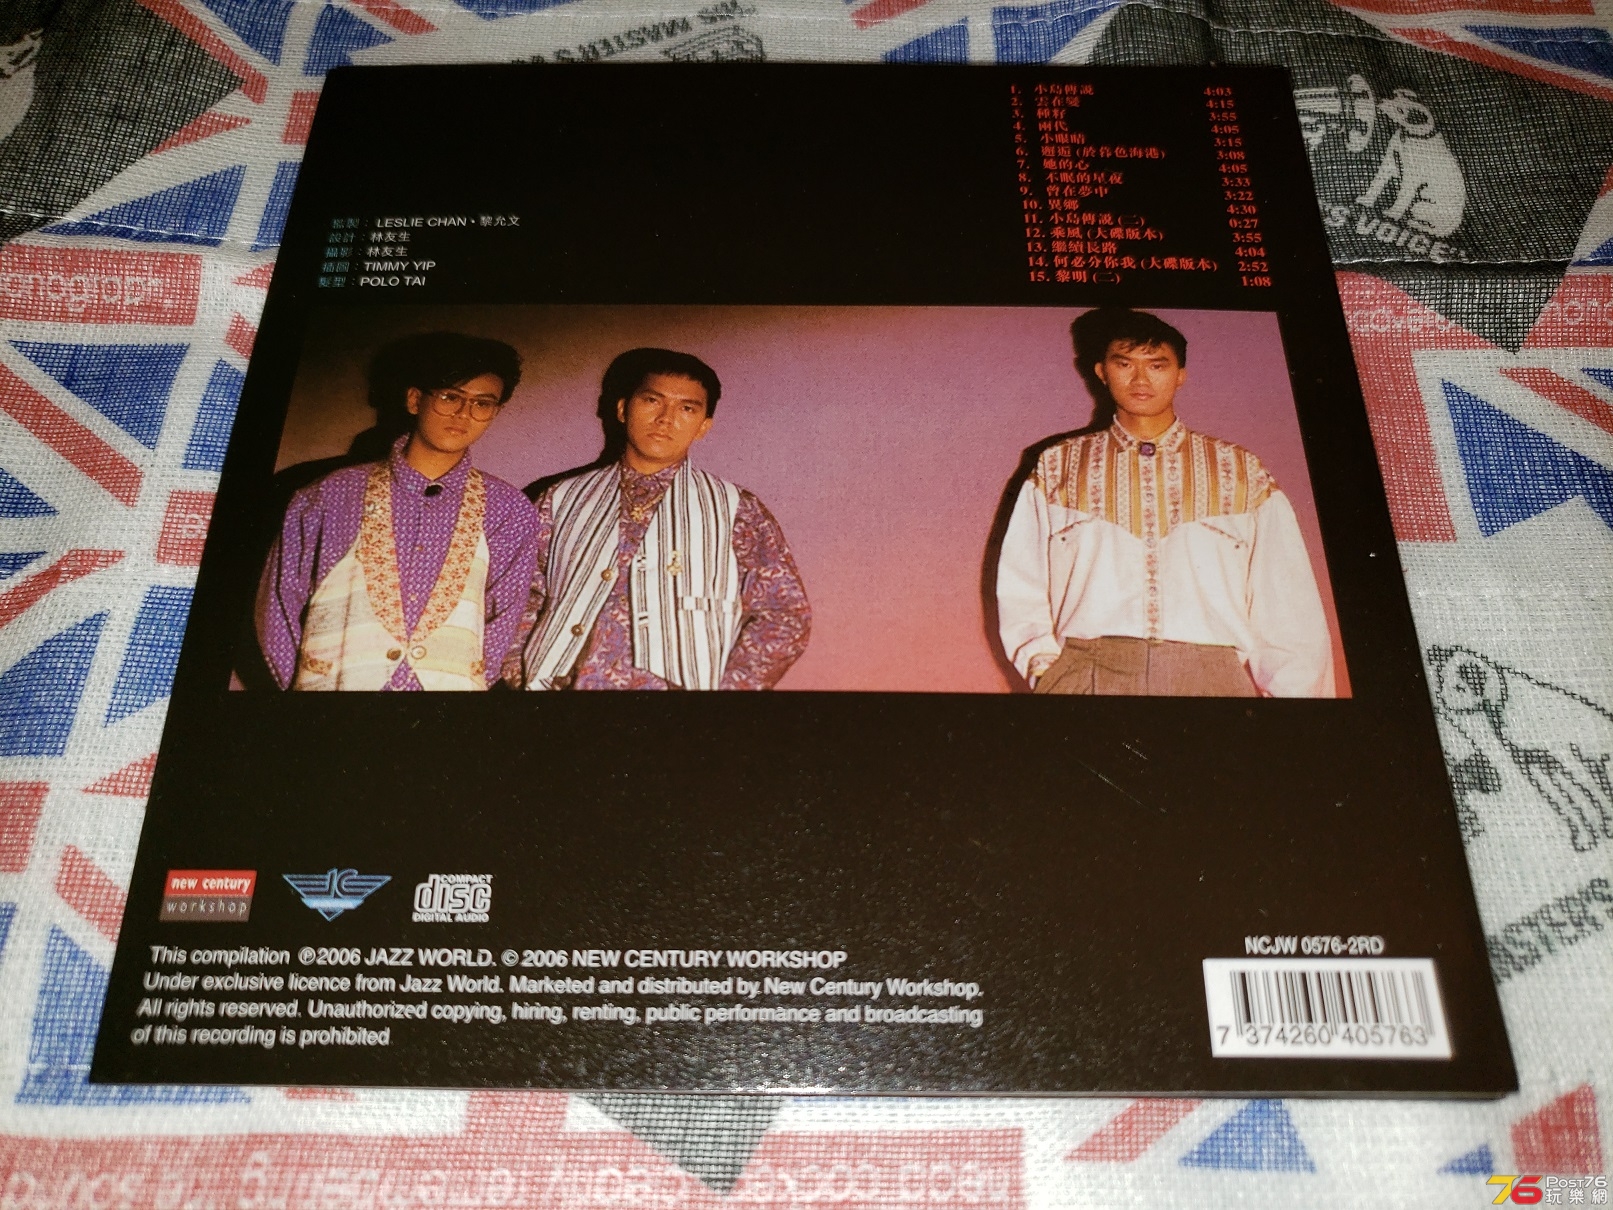 監製：LESLIE CHAN、黎允文
設計：林友生
攝影：林友生
插圖：TIMMY YIP
髮型：POLO TAI
1. 小島傳說 4:03
2. 雲在變 4:15
3. 種籽 3:55
4. 兩代 4:05
5. 小眼睛 3:15
6. 邂逅 (於暮色海港) 3:08
7. 她的心 4:05
8. 不眠的星夜 3:33
9. 曾在夢中 3:22
10. 異鄉 4:30
11. 小島傳說 (二) 0:27
12. 乘風 (大碟版本) 3:55
13. 繼續長路 4:04
14. 何必分你我 (大碟版本) 2:52
15. 黎明 (二) 1:08
new century
workshop
COMPACT
disc
DIGITAL AUDIO
This compilation ℗2006 JAZZ WORLD. © 2006 NEW CENTURY WORKSHOP
Under exclusive licence from Jazz World. Marketed and distributed by New Century Workshop.
All rights reserved. Unauthorized copying, hiring, renting, public performance and broadcasting
of this recording is prohibited
NCJW 0576-2RD
7 374260 405763
76 Post76
玩樂網